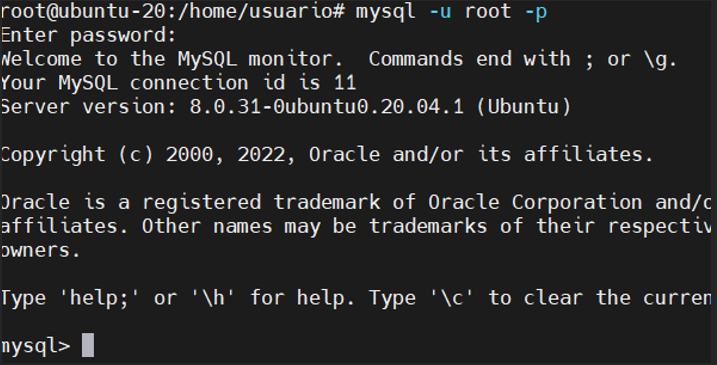 root@ubuntu-20:/home/usuario# mysql -u root -p
Enter password:
Welcome to the MySQL monitor.  Commands end with ; or \g.
Your MySQL connection id is 11
Server version: 8.0.31-0ubuntu0.20.04.1 (Ubuntu)
Copyright (c) 2000, 2022, Oracle and/or its affiliates.
Oracle is a registered trademark of Oracle Corporation and/o
affiliates. Other names may be trademarks of their respectiv
owners.
Type 'help;' or '\h' for help. Type '\c' to clear the curren
mysql>